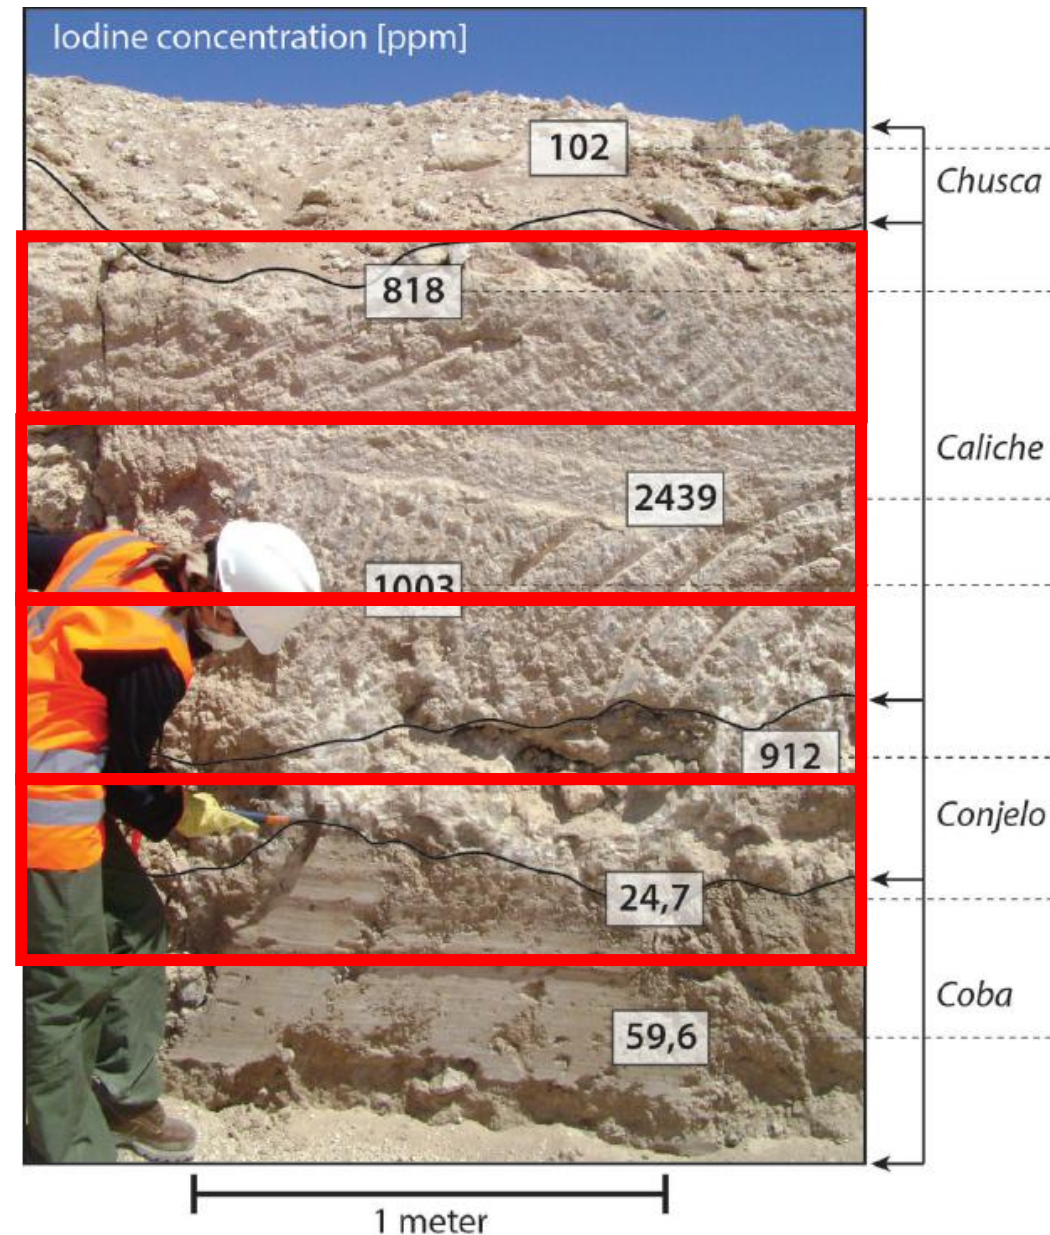 Iodine concentration [ppm]
102
Chusca
818
Caliche
2439
1003
912
Conjelo
24,7
Coba
59,6
1 meter